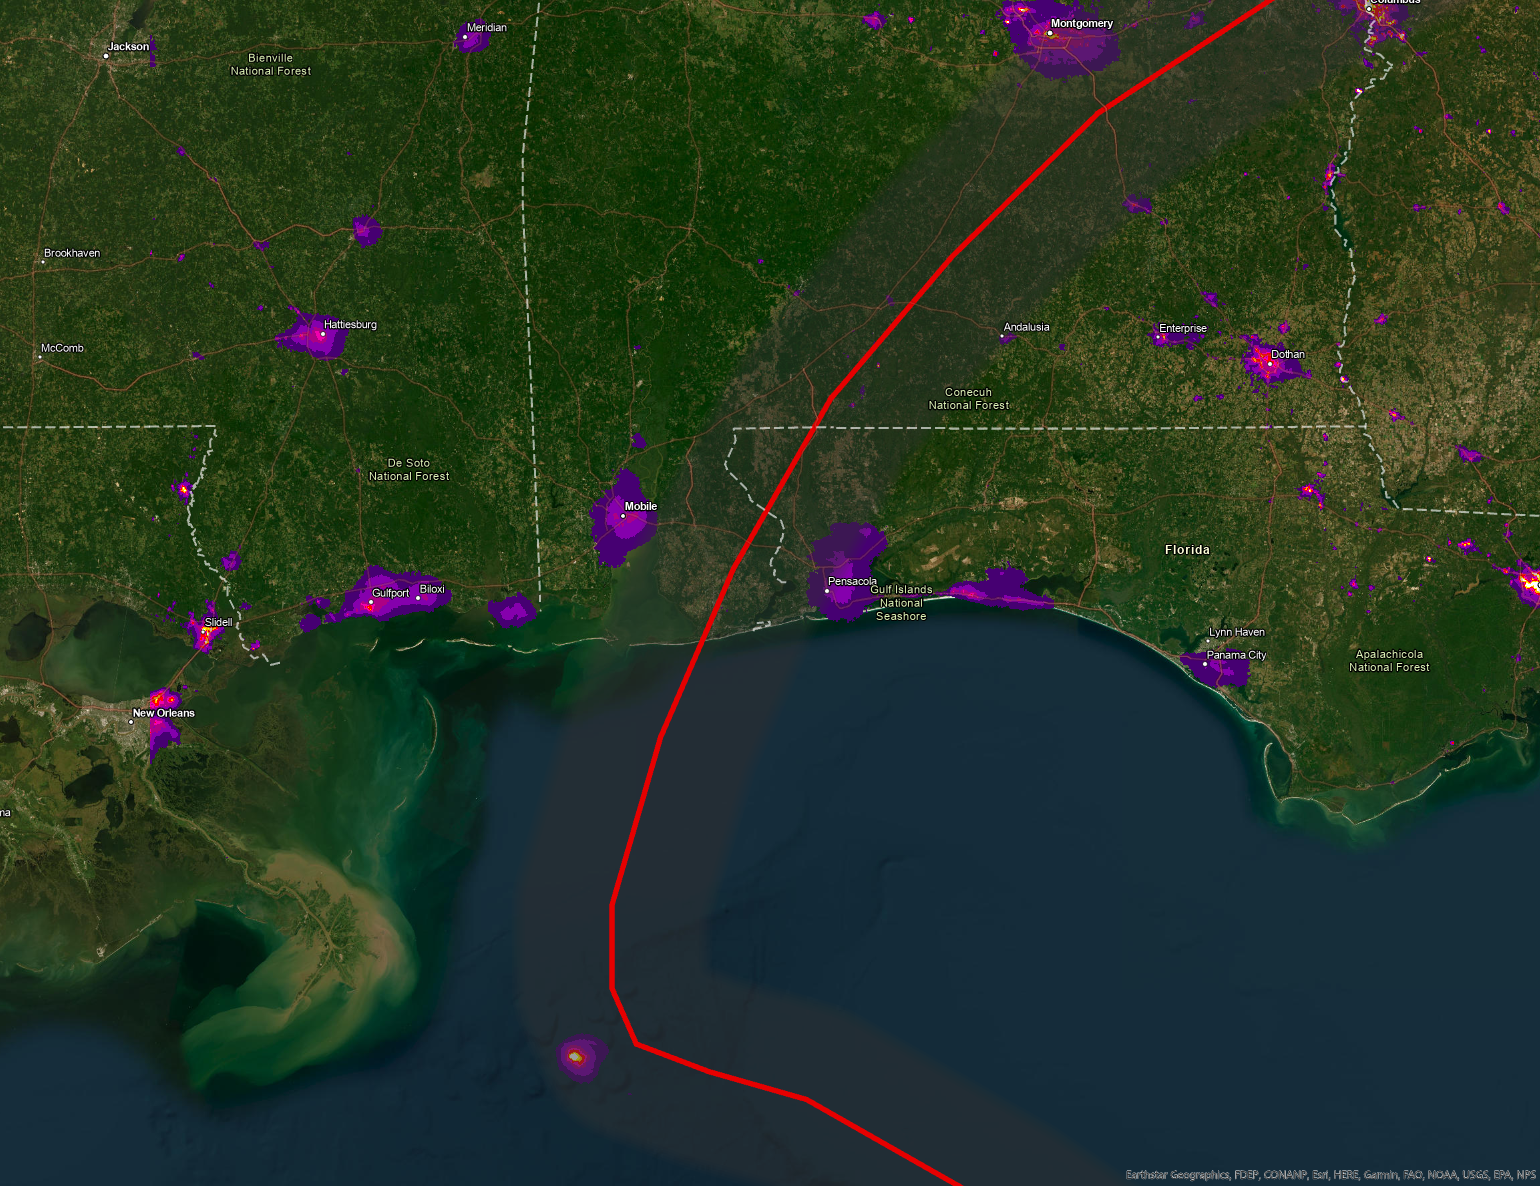 Columbus
Montgomery
Meridian
Jackson
Bienville
National Forest
Brookhaven
Hattiesburg
McComb
Andalusia
Enterprise
Dothan
Conecuh
National Forest
De Soto
National Forest
Mobile
Florida
Pensacola
Gulf Islands
National
Seashore
Gulfport
Biloxi
Slidell
Lynn Haven
Panama City
Apalachicola
National Forest
New Orleans
na
Earthstar Geographics, FDEP, CONANP, Esri, HERE, Garmin, FAO, NOAA, USGS, EPA, NPS